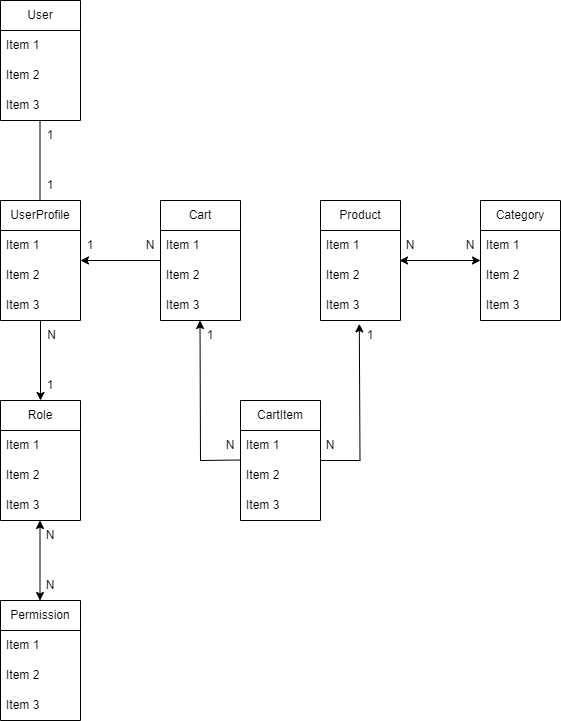 User
Item 1
Item 2
Item 3
1
1
UserProfile
Item 1
Item 2
Item 3
1
N
Cart
Item 1
Item 2
Item 3
Product
Item 1
Item 2
Item 3
N
N
Category
Item 1
Item 2
Item 3
N
1
1
1
Role
Item 1
Item 2
Item 3
CartItem
Item 1
Item 2
Item 3
N
N
N
N
Permission
Item 1
Item 2
Item 3